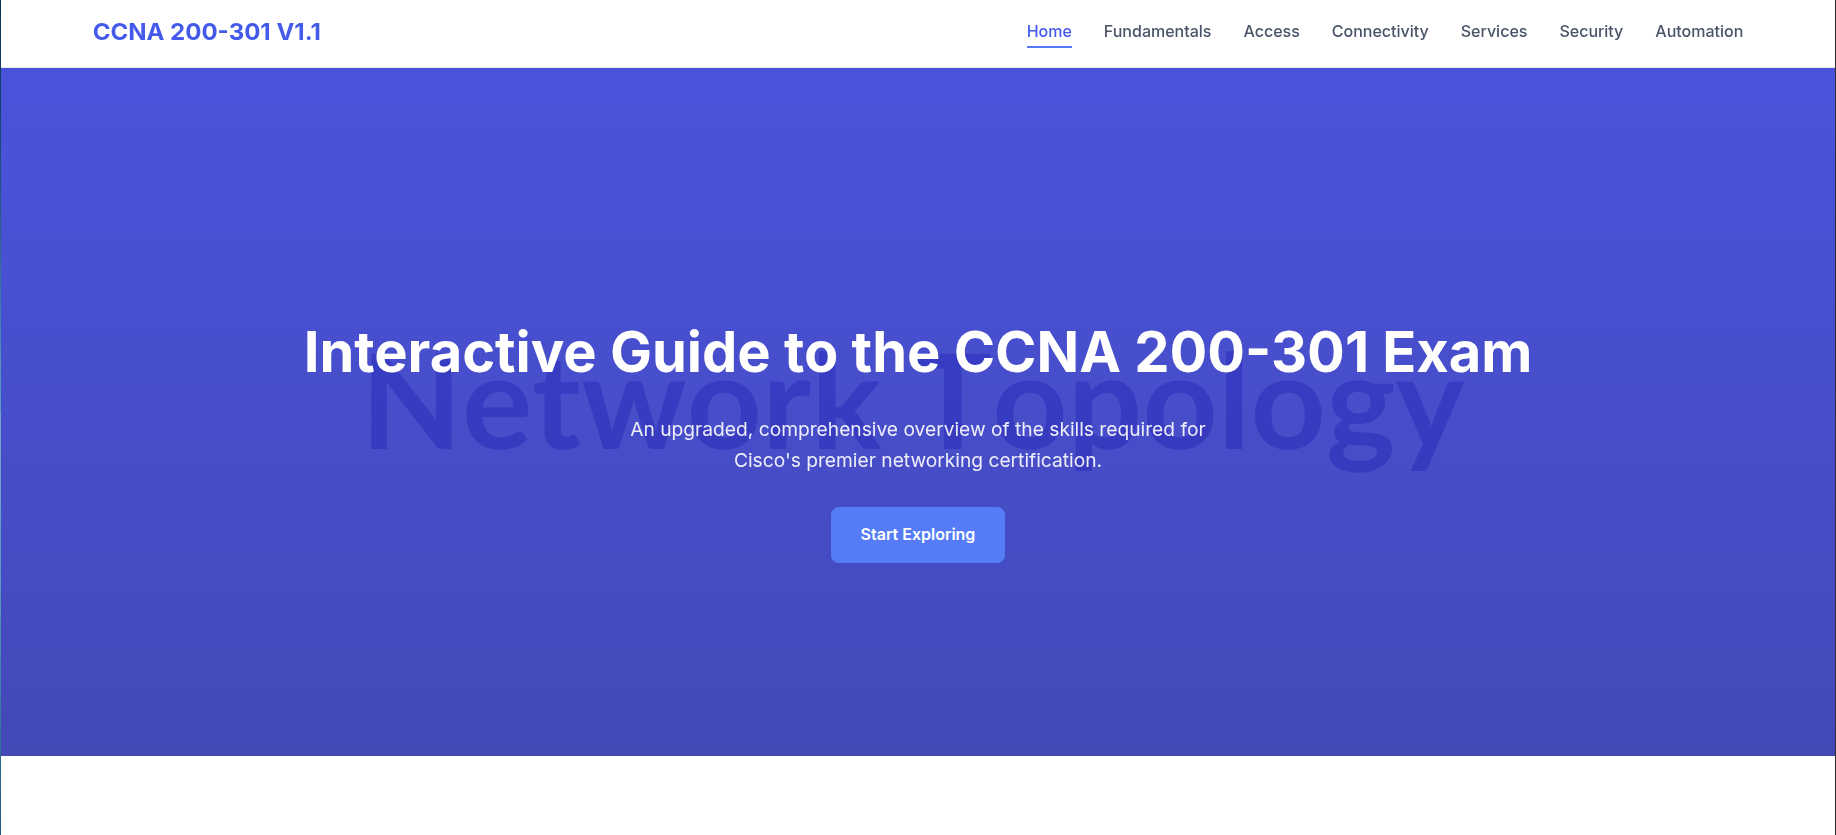 CCNA 200-301 V1.1
Home
Fundamentals
Access
Connectivity
Services
Security
Automation
Interactive Guide to the CCNA 200-301 Exam
Network Topology
An upgraded, comprehensive overview of the skills required for
Cisco's premier networking certification.
Start Exploring